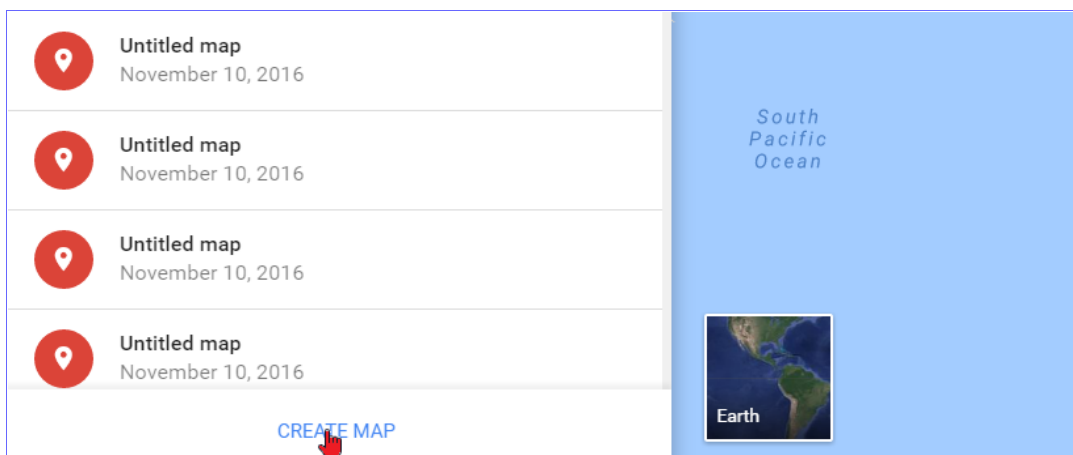 Untitled map
November 10, 2016
Untitled map
November 10, 2016
Untitled map
November 10, 2016
Untitled map
November 10, 2016
CREATE MAP
South
Pacific
Ocean
Earth